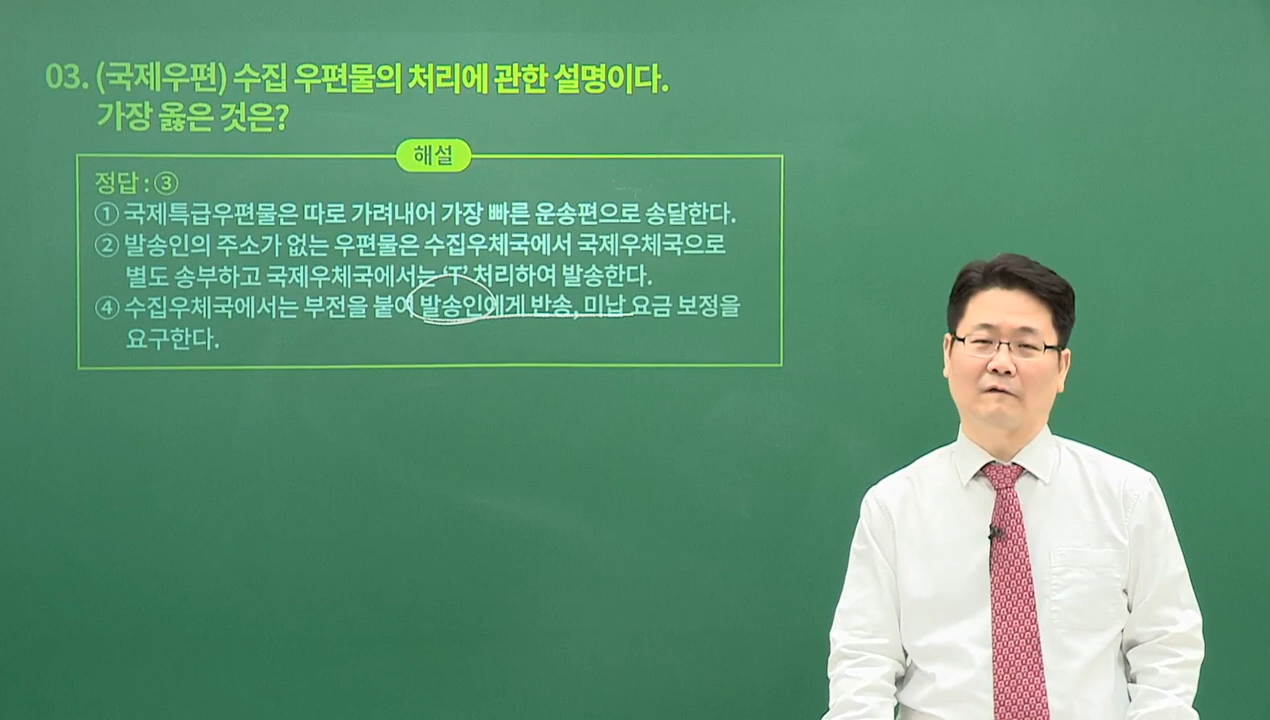 03. (국제우편) 수집 우편물의 처리에 관한 설명이다.
가장 옳은 것은?
해설
정답 : ③
① 국제특급우편물은 따로 가려내어 가장 빠른 운송편으로 송달한다.
② 발송인의 주소가 없는 우편물은 수집우체국에서 국제우체국으로
별도 송부하고 국제우체국에서는 ‘T’ 처리하여 발송한다.
④ 수집우체국에서는 부전을 붙여 발송인에게 반송, 미납 요금 보정을
요구한다.